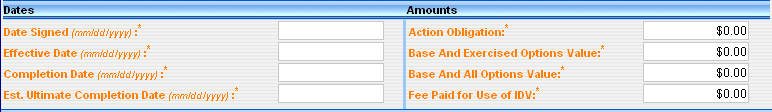 Dates
Date Signed (mm/dd/yyyy) :*
Effective Date (mm/dd/yyyy) :*
Completion Date (mm/dd/yyyy) :*
Est. Ultimate Completion Date (mm/dd/yyyy) :*
Amounts
Action Obligation:* $0.00
Base And Exercised Options Value:* $0.00
Base And All Options Value:* $0.00
Fee Paid for Use of IDV:* $0.00